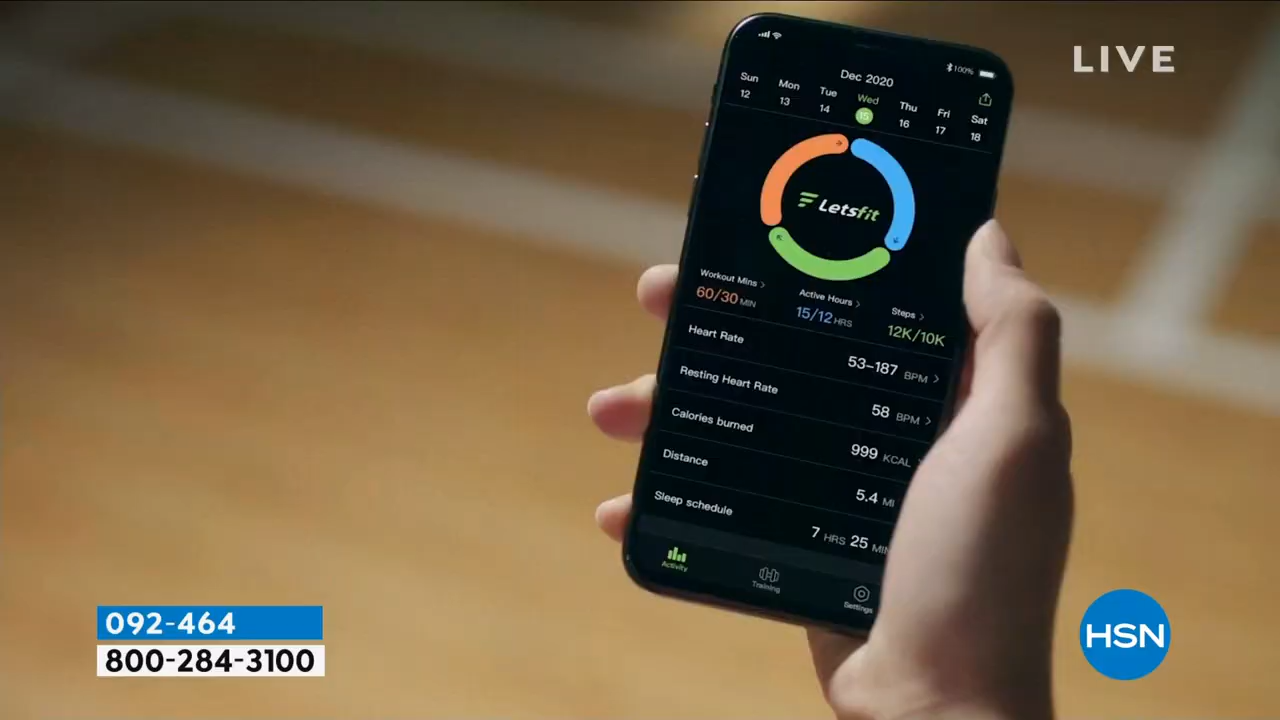 LIVE
100%
Dec 2020
Sun Mon Tue Wed Thu Fri Sat
12 13 14 15 16 17 18
Letsfit
Workout Mins Active Hours Steps
60/30 MIN 15/12 HRS 12K/10K
Heart Rate 53–187 BPM
Resting Heart Rate 58 BPM
Calories burned 999 KCAL
Distance 5.4 MI
Sleep schedule 7 HRS 25 MIN
Activity Training Settings
092-464
800-284-3100
HSN